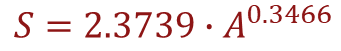 S = 2.3739 · A^0.3466